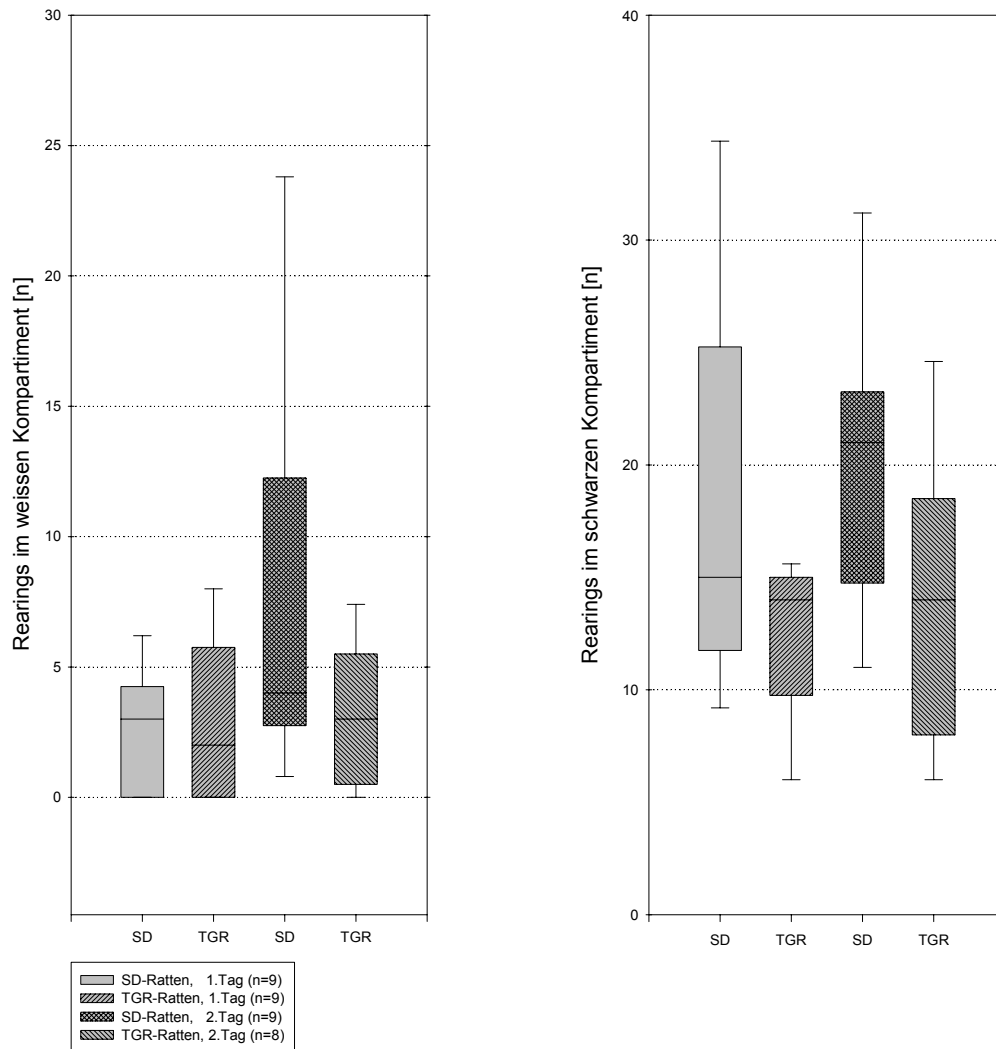 Rearings im weissen Kompartiment [n]
30
25
20
15
10
5
0
SD TGR SD TGR
Rearings im schwarzen Kompartiment [n]
40
30
20
10
0
SD TGR SD TGR
SD-Ratten, 1.Tag (n=9)
TGR-Ratten, 1.Tag (n=9)
SD-Ratten, 2.Tag (n=9)
TGR-Ratten, 2.Tag (n=8)